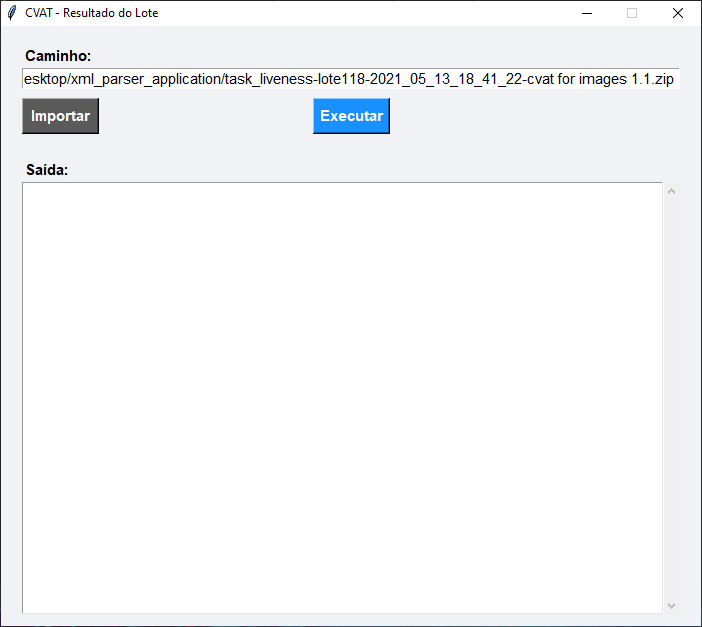 CVAT - Resultado do Lote
Caminho:
esktop/xml_parser_application/task_liveness-lote118-2021_05_13_18_41_22-cvat for images 1.1.zip
Importar
Executar
Saída: